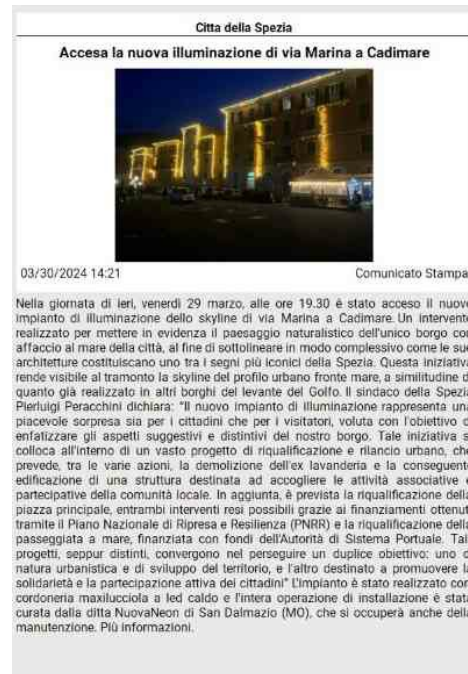 Citta della Spezia
Accesa la nuova illuminazione di via Marina a Cadimare
03/30/2024 14:21
Comunicato Stampa
Nella giornata di ieri, venerdì 29 marzo, alle ore 19.30 è stato acceso il nuovo
impianto di illuminazione dello skyline di via Marina a Cadimare. Un intervento
realizzato per mettere in evidenza il paesaggio naturalistico dell'unico borgo con
affaccio al mare della città, al fine di sottolineare in modo complessivo come le sue
architetture costituiscano uno tra i segni più iconici della Spezia. Questa iniziativa
rende visibile al tramonto la skyline del profilo urbano fronte mare, a similitudine d
quanto già realizzato in altri borghi del levante del Golfo. Il sindaco della Spezia
Pierluigi Peracchini dichiara: "Il nuovo impianto di illuminazione rappresenta una
piacevole sorpresa sia per i cittadini che per i visitatori, voluta con l'obiettivo d
enfatizzare gli aspetti suggestivi e distintivi del nostro borgo. Tale iniziativa s
colloca all'interno di un vasto progetto di riqualificazione e rilancio urbano, che
prevede, tra le varie azioni, la demolizione dell'ex lavanderia e la conseguent
edificazione di una struttura destinata ad accogliere le attività associative e
partecipative della comunità locale. In aggiunta, è prevista la riqualificazione della
piazza principale, entrambi interventi resi possibili grazie ai finanziamenti ottenut
tramite il Piano Nazionale di Ripresa e Resilienza (PNRR) e la riqualificazione della
passeggiata a mare, finanziata con fondi dell'Autorità di Sistema Portuale. Tal
progetti, seppur distinti, convergono nel perseguire un duplice obiettivo: uno d
natura urbanistica e di sviluppo del territorio, e l'altro destinato a promuovere la
solidarietà e la partecipazione attiva dei cittadini" L'impianto è stato realizzato con
cordoneria maxilucciola a led caldo e l'intera operazione di installazione è stata
curata dalla ditta NuovaNeon di San Dalmazio (MO), che si occuperà anche della
manutenzione. Più informazioni.